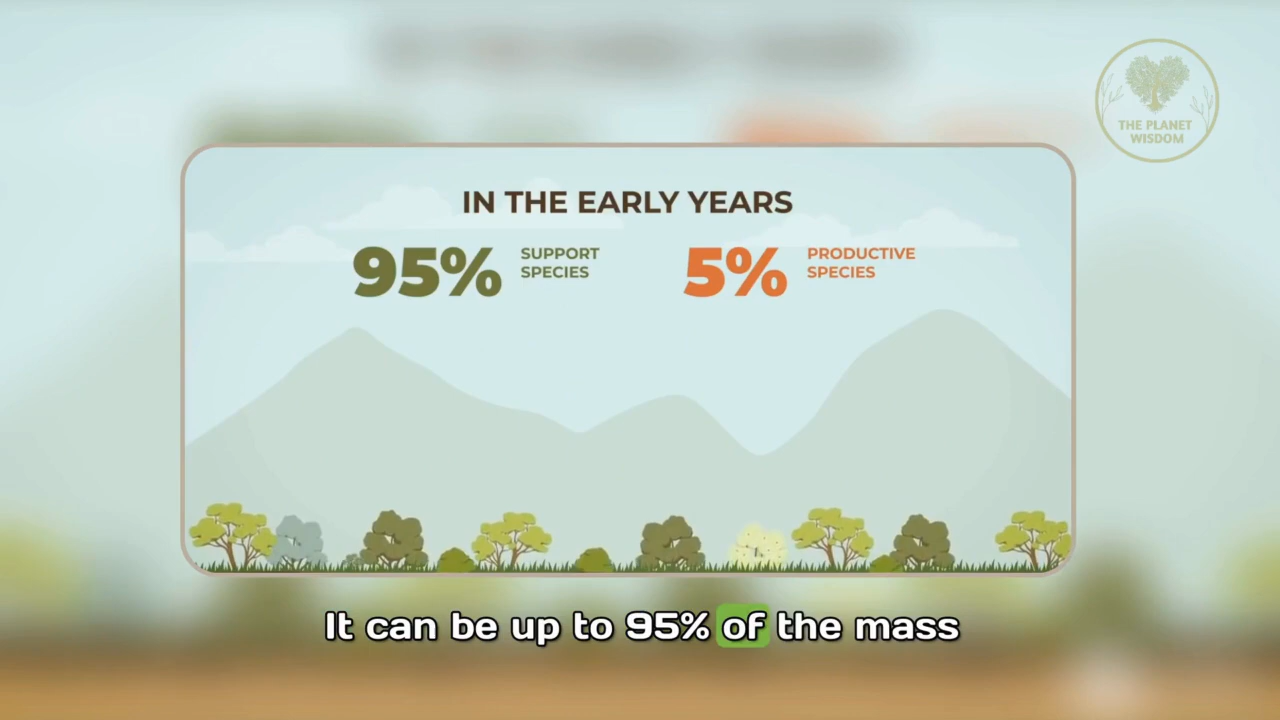 THE PLANET
WISDOM
IN THE EARLY YEARS
95% SUPPORT
SPECIES
5% PRODUCTIVE
SPECIES
It can be up to 95% of the mass